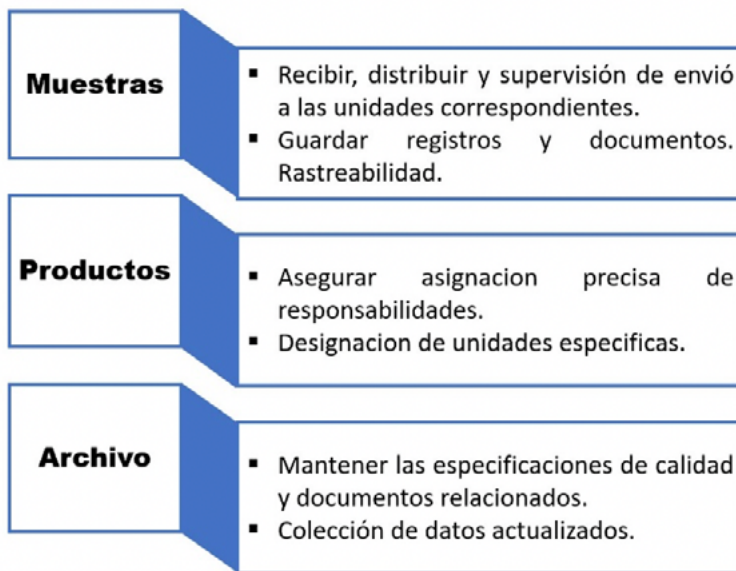 Muestras
▪ Recibir, distribuir y supervisión de envió
a las unidades correspondientes.
▪ Guardar registros y documentos.
Rastreabilidad.
Productos
▪ Asegurar asignacion precisa de
responsabilidades.
▪ Designacion de unidades especificas.
Archivo
▪ Mantener las especificaciones de calidad
y documentos relacionados.
▪ Colección de datos actualizados.